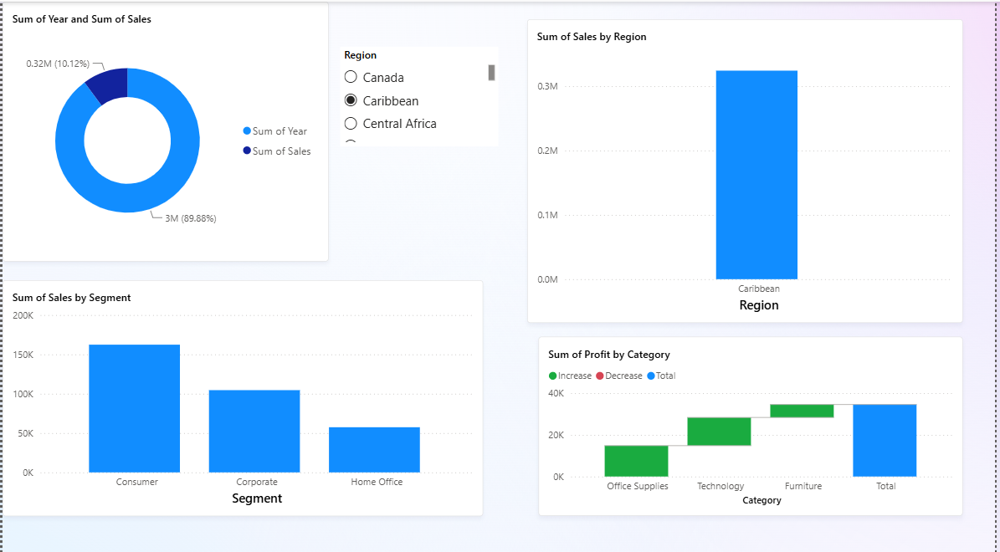 Sum of Year and Sum of Sales
0.32M (10.12%)
3M (89.88%)
Sum of Year
Sum of Sales
Region
Canada
Caribbean
Central Africa
Sum of Sales by Region
0.3M
0.2M
0.1M
0.0M
Caribbean
Region
Sum of Sales by Segment
200K
150K
100K
50K
0K
Consumer Corporate Home Office
Segment
Sum of Profit by Category
Increase Decrease Total
40K
20K
0K
Office Supplies Technology Furniture Total
Category